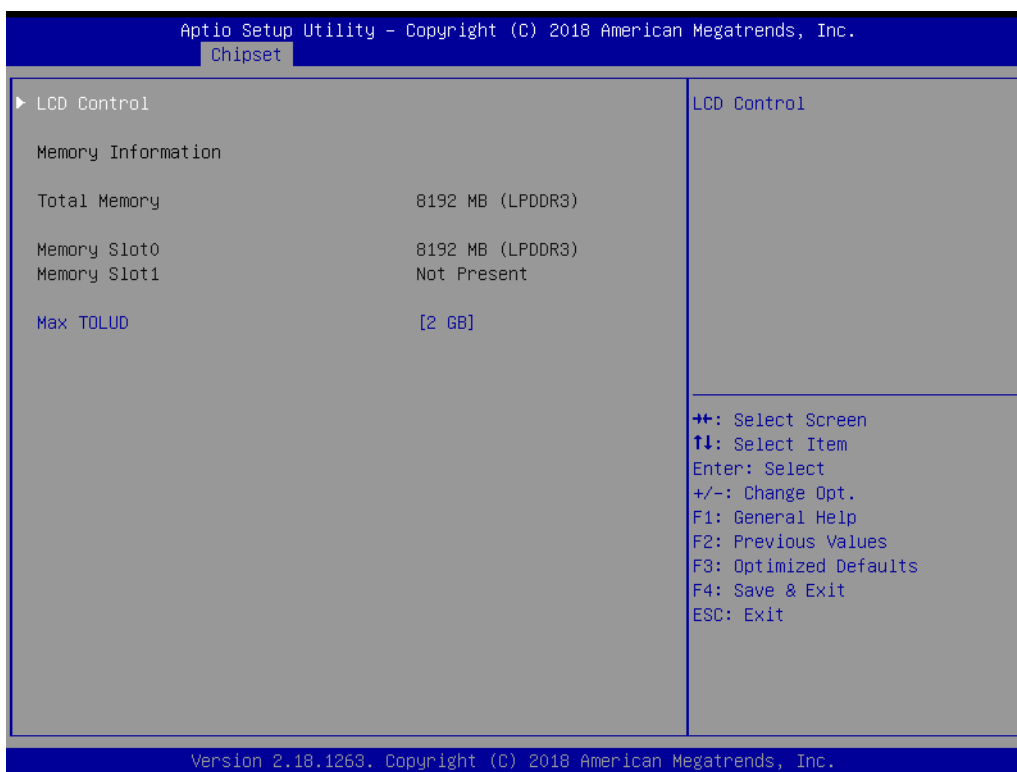 Aptio Setup Utility – Copyright (C) 2018 American Megatrends, Inc.
Chipset
▶ LCD Control
Memory Information
Total Memory 8192 MB (LPDDR3)
Memory Slot0 8192 MB (LPDDR3)
Memory Slot1 Not Present
Max TOLUD [2 GB]
LCD Control
→←: Select Screen
↑↓: Select Item
Enter: Select
+/-: Change Opt.
F1: General Help
F2: Previous Values
F3: Optimized Defaults
F4: Save & Exit
ESC: Exit
Version 2.18.1263. Copyright (C) 2018 American Megatrends, Inc.